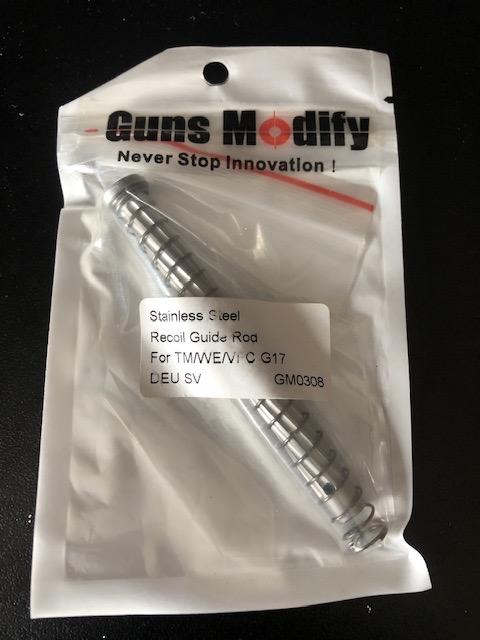 Guns Modify
Never Stop Innovation !
Stainless Steel
Recoil Guide Rod
For TM/WE/VFC G17
DEU SV GM0308